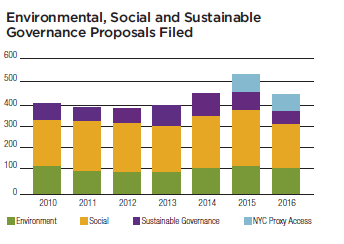 Environmental, Social and Sustainable
Governance Proposals Filed
600
500
400
300
200
100
0
2010 2011 2012 2013 2014 2015 2016
Environment Social Sustainable Governance NYC Proxy Access